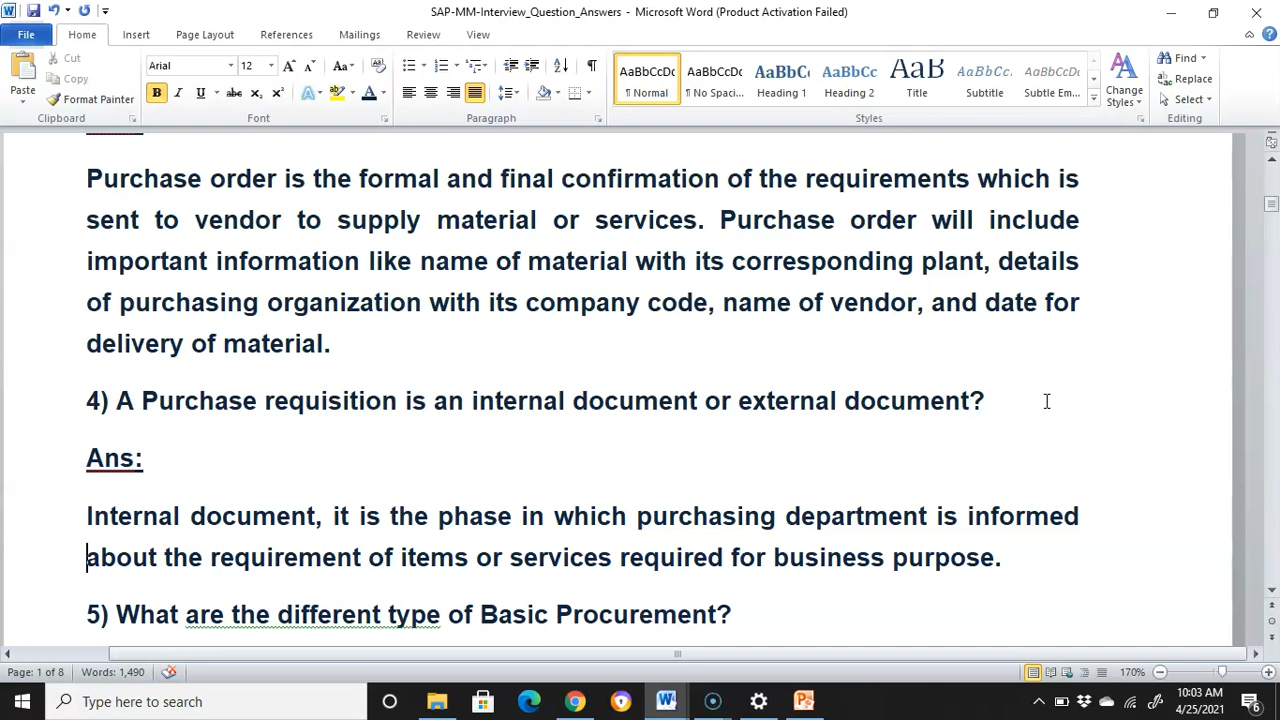 SAP-MM-Interview_Question_Answers - Microsoft Word (Product Activation Failed)
File Home Insert Page Layout References Mailings Review View
Paste
Cut
Copy
Format Painter
Clipboard
Arial 12
B I U abc x₂ x² A
Font
Paragraph
AaBbCcDc AaBbCcDc AaBbCc AaBbCc AaB AaBbCcL AaBbCcDc
¶ Normal ¶ No Spaci... Heading 1 Heading 2 Title Subtitle Subtle Em...
Change Styles
Styles
Find
Replace
Select
Editing
Purchase order is the formal and final confirmation of the requirements which is
sent to vendor to supply material or services. Purchase order will include
important information like name of material with its corresponding plant, details
of purchasing organization with its company code, name of vendor, and date for
delivery of material.
4) A Purchase requisition is an internal document or external document?
Ans:
Internal document, it is the phase in which purchasing department is informed
about the requirement of items or services required for business purpose.
5) What are the different type of Basic Procurement?
Page: 1 of 8 Words: 1,490 170%
Type here to search
10:03 AM
4/25/2021
6